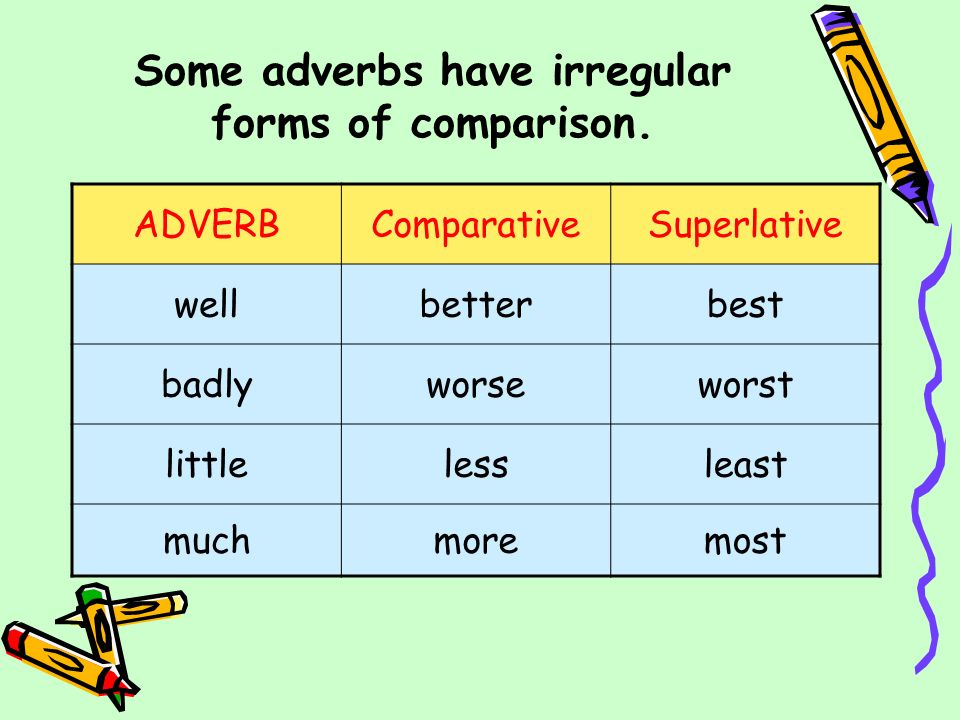 Some adverbs have irregular
forms of comparison.
ADVERB Comparative Superlative
well better best
badly worse worst
little less least
much more most